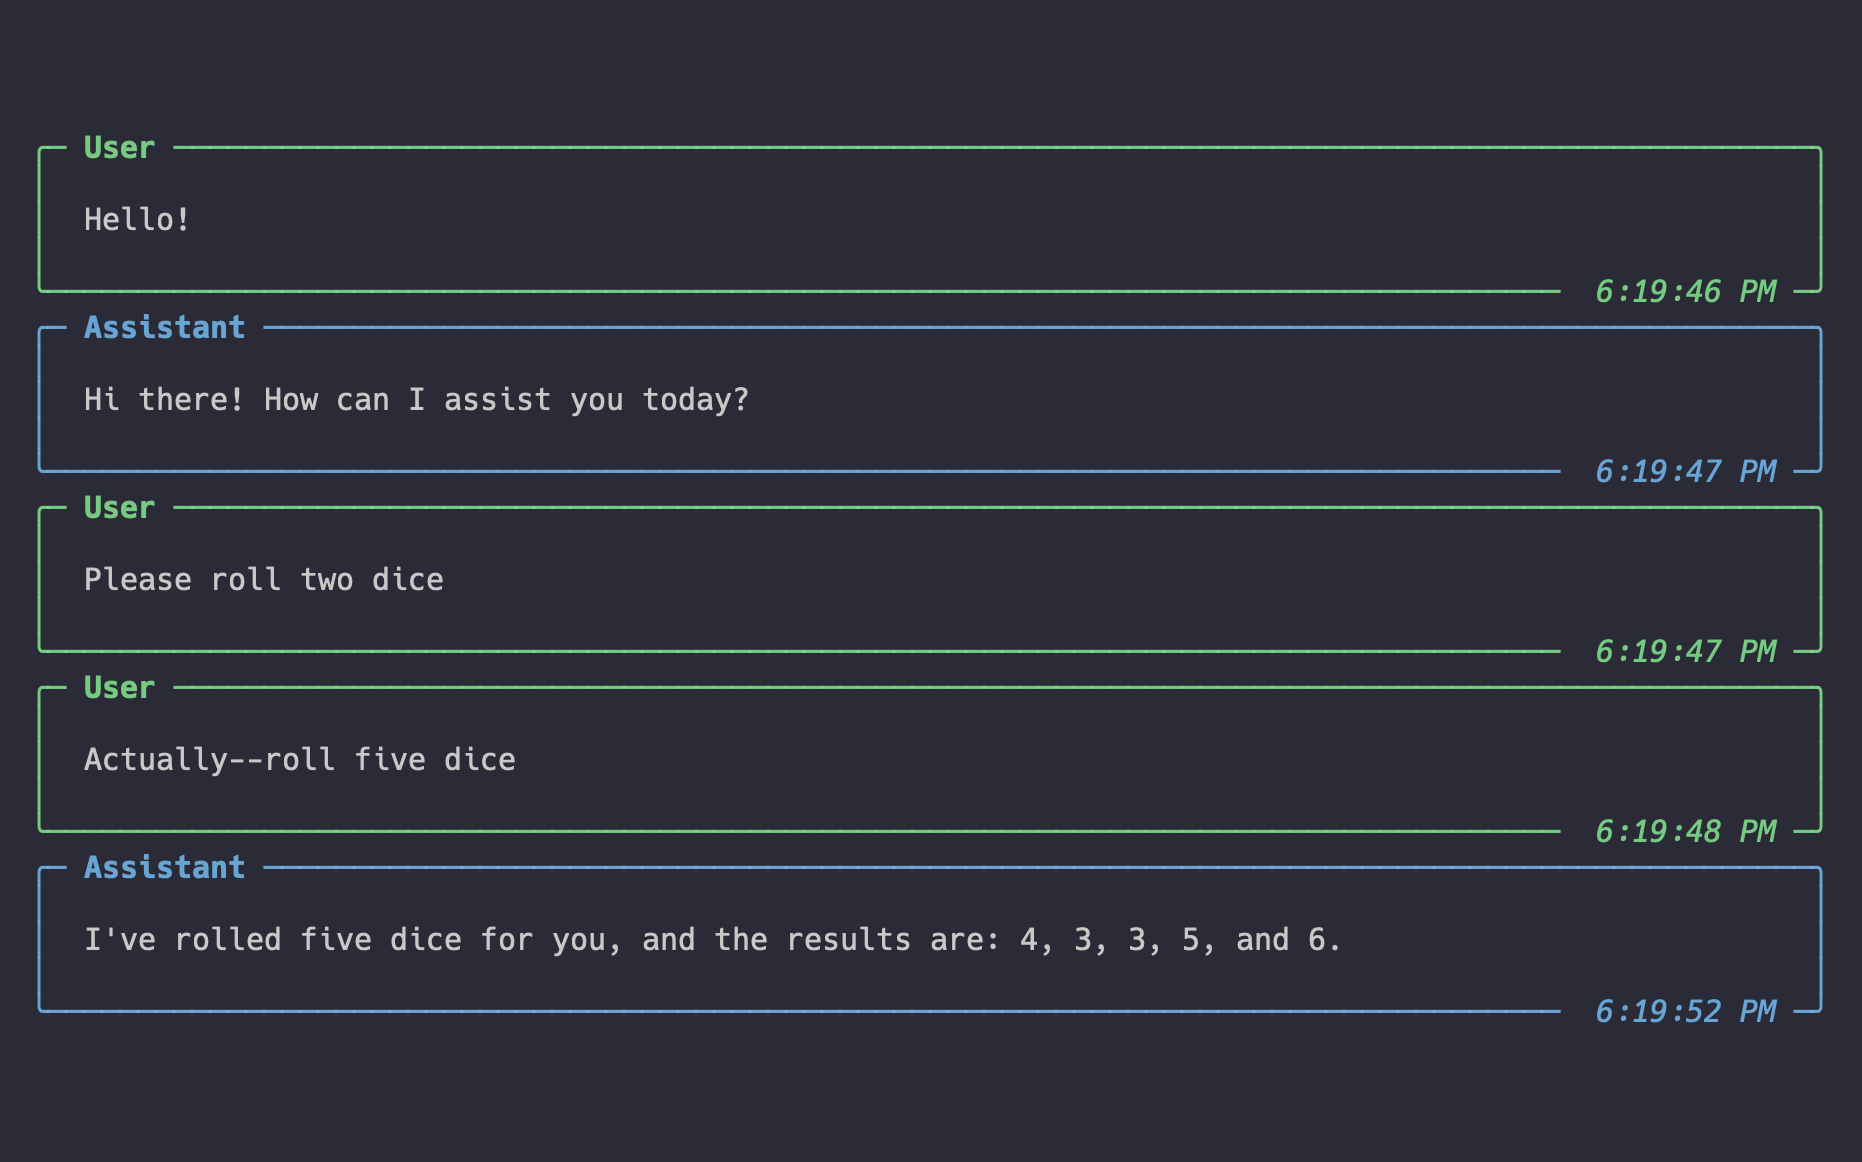 User
Hello!
6:19:46 PM
Assistant
Hi there! How can I assist you today?
6:19:47 PM
User
Please roll two dice
6:19:47 PM
User
Actually--roll five dice
6:19:48 PM
Assistant
I've rolled five dice for you, and the results are: 4, 3, 3, 5, and 6.
6:19:52 PM